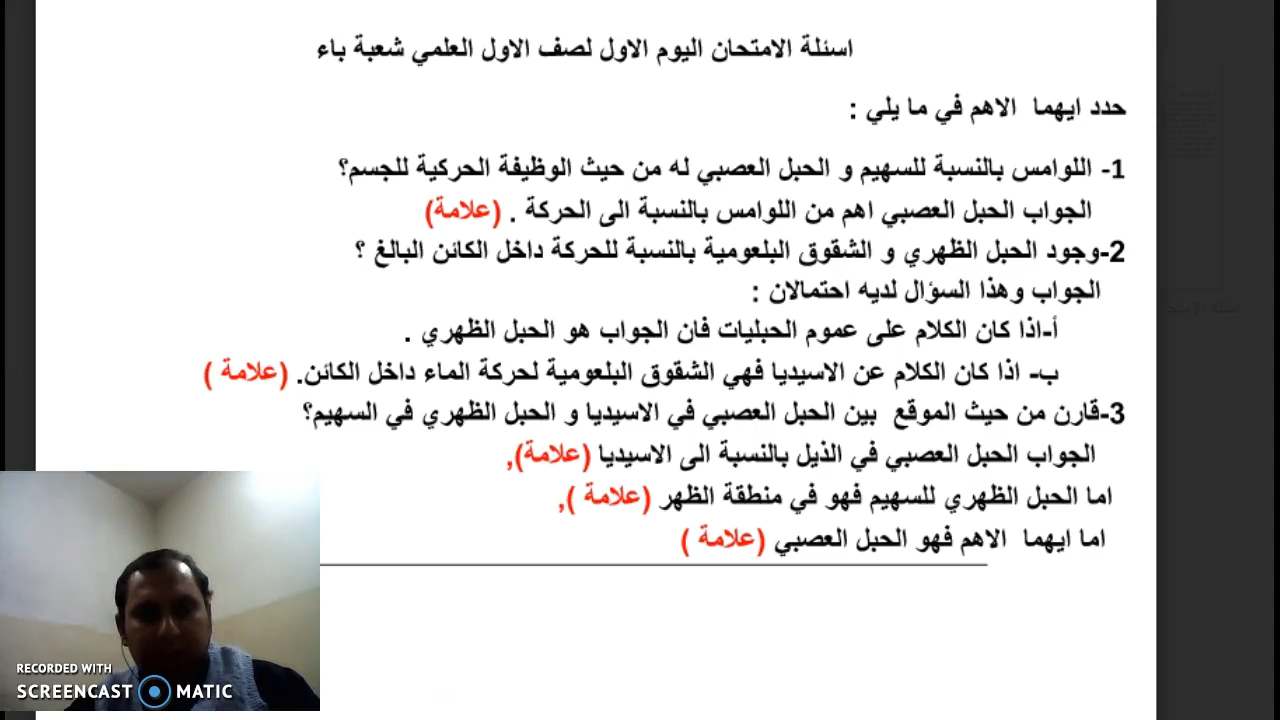 اسئلة الامتحان اليوم الاول لصف الاول العلمي شعبة باء
حدد ايهما الاهم في ما يلي :
1- اللوامس بالنسبة للسهيم و الحبل العصبي له من حيث الوظيفة الحركية للجسم؟
الجواب الحبل العصبي اهم من اللوامس بالنسبة الى الحركة . (علامة)
2-وجود الحبل الظهري و الشقوق البلعومية بالنسبة للحركة داخل الكائن البالغ ؟
الجواب وهذا السؤال لديه احتمالان :
أ-اذا كان الكلام على عموم الحبليات فان الجواب هو الحبل الظهري .
ب- اذا كان الكلام عن الاسيديا فهي الشقوق البلعومية لحركة الماء داخل الكائن. (علامة )
3-قارن من حيث الموقع بين الحبل العصبي في الاسيديا و الحبل الظهري في السهيم؟
الجواب الحبل العصبي في الذيل بالنسبة الى الاسيديا (علامة),
اما الحبل الظهري للسهيم فهو في منطقة الظهر (علامة ),
اما ايهما الاهم فهو الحبل العصبي (علامة )
RECORDED WITH
SCREENCAST MATIC